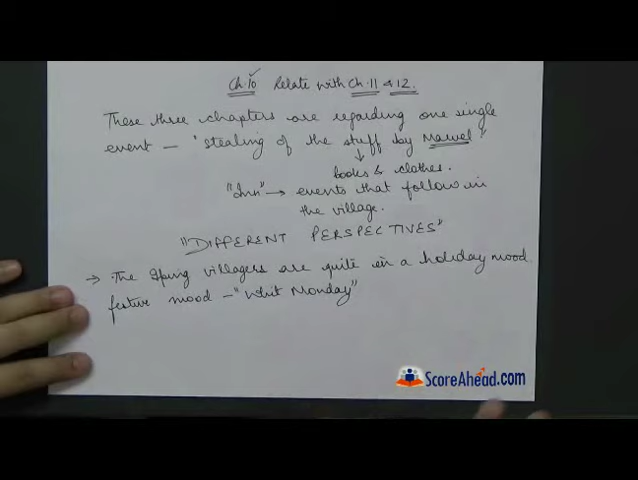 Ch.10 Relate with Ch.11 & 12.
These three chapters are regarding one single
event — "stealing of the stuff by Marvel"
books & clothes.
"Inn" → events that follow in
the village.
"DIFFERENT PERSPECTIVES"
→ The Iping villagers are quite in a holiday mood
festive mood - "Whit Monday"
ScoreAhead.com